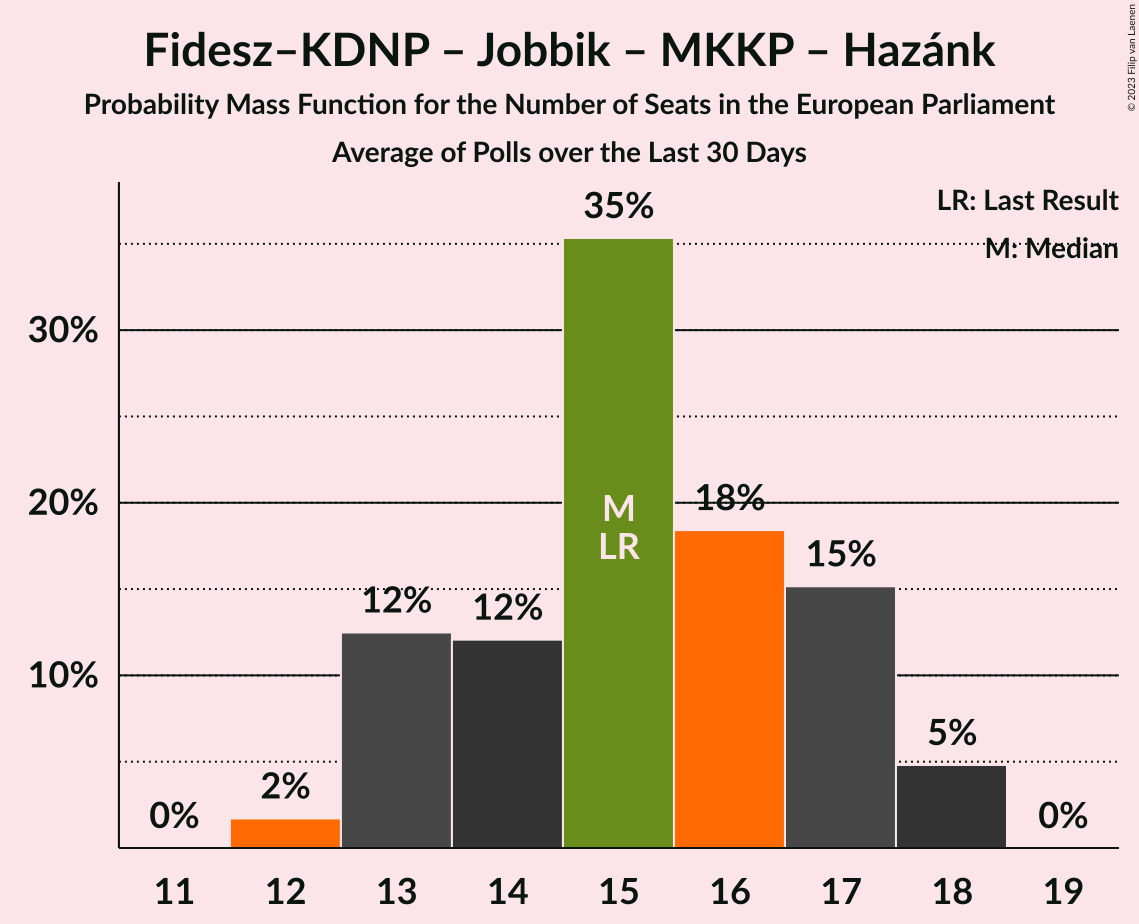 Fidesz–KDNP – Jobbik – MKKP – Hazánk
Probability Mass Function for the Number of Seats in the European Parliament
Average of Polls over the Last 30 Days
© 2023 Filip van Laenen
LR: Last Result
M: Median
35%
30%
20%
10%
M
LR
18%
15%
12%
12%
5%
2%
0%
0%
11 12 13 14 15 16 17 18 19